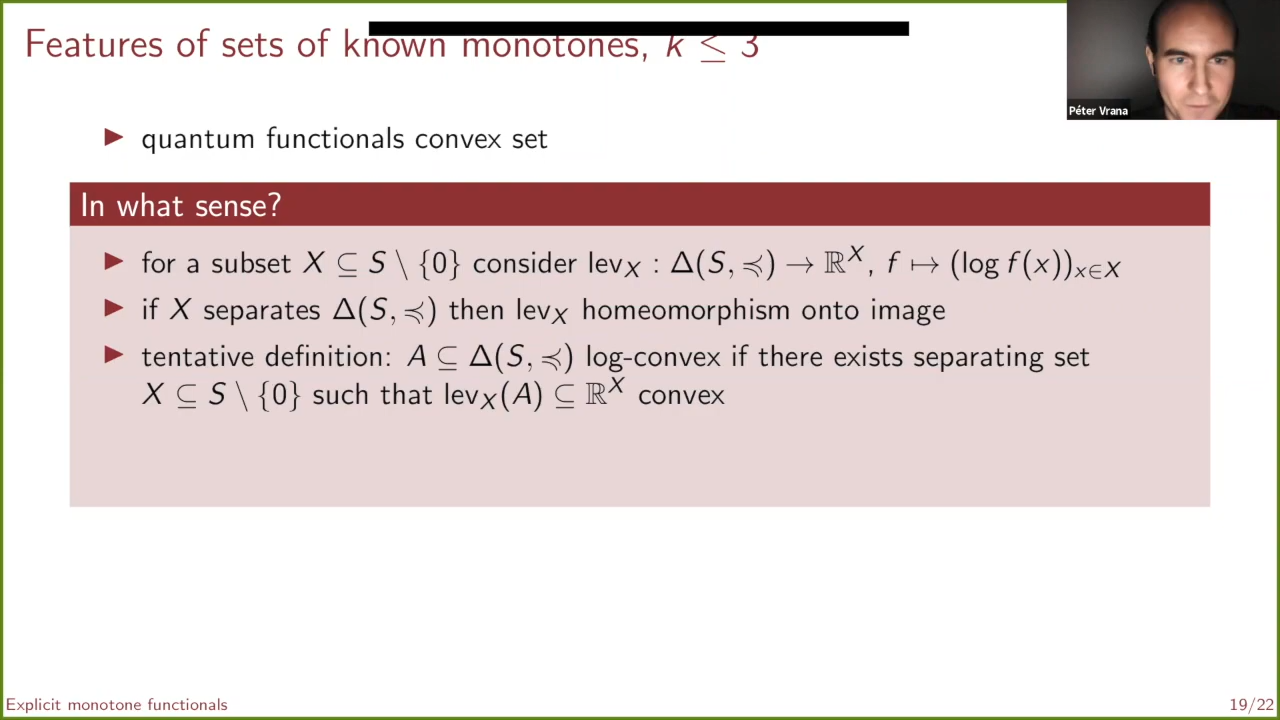 Features of sets of known monotones, k ≤ 3
Péter Vrana
▶ quantum functionals convex set
In what sense?
▶ for a subset X ⊆ S \ {0} consider lev_X : Δ(S, ≼) → ℝ^X, f ↦ (log f(x))_{x∈X}
▶ if X separates Δ(S, ≼) then lev_X homeomorphism onto image
▶ tentative definition: A ⊆ Δ(S, ≼) log-convex if there exists separating set
X ⊆ S \ {0} such that lev_X(A) ⊆ ℝ^X convex
Explicit monotone functionals
19/22